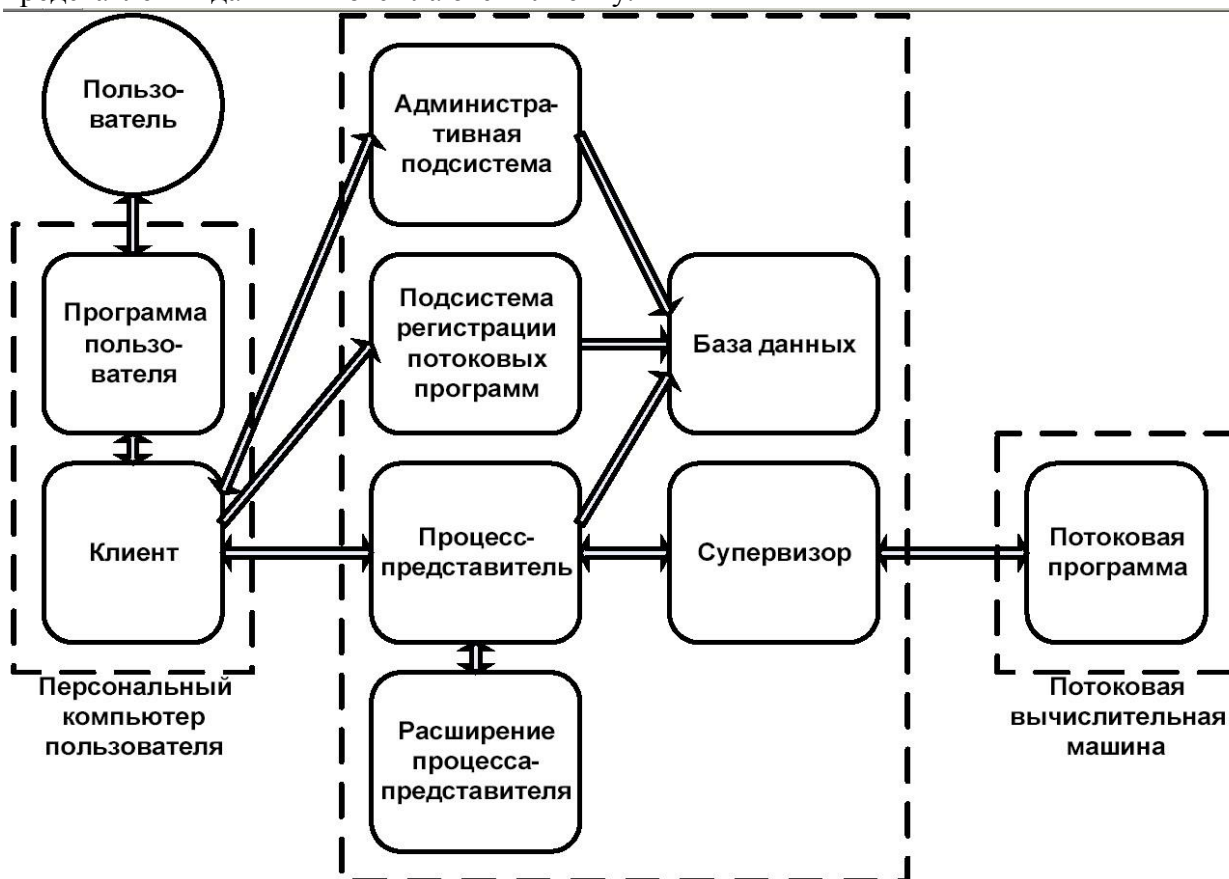 Пользо-
ватель
Программа
пользо-
вателя
Клиент
Персональный
компьютер
пользователя
Администра-
тивная
подсистема
Подсистема
регистрации
потоковых
программ
Процесс-
представитель
Расширение
процесса-
представителя
База данных
Супервизор
Потоковая
программа
Потоковая
вычислительная
машина